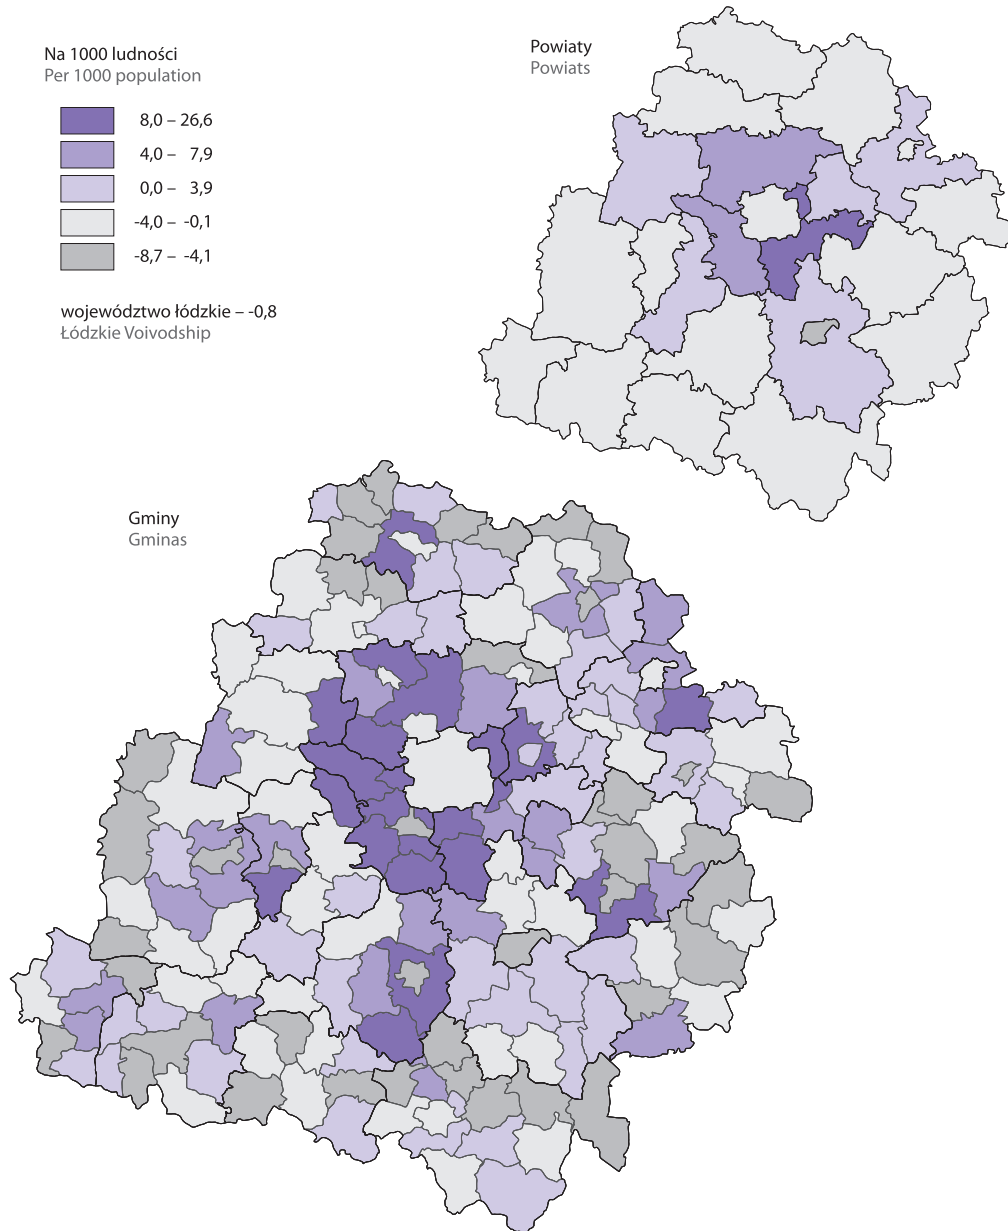 Na 1000 ludności
Per 1000 population
8,0 – 26,6
4,0 – 7,9
0,0 – 3,9
-4,0 – -0,1
-8,7 – -4,1
województwo łódzkie – -0,8
Łódzkie Voivodship
Powiaty
Powiats
Gminy
Gminas